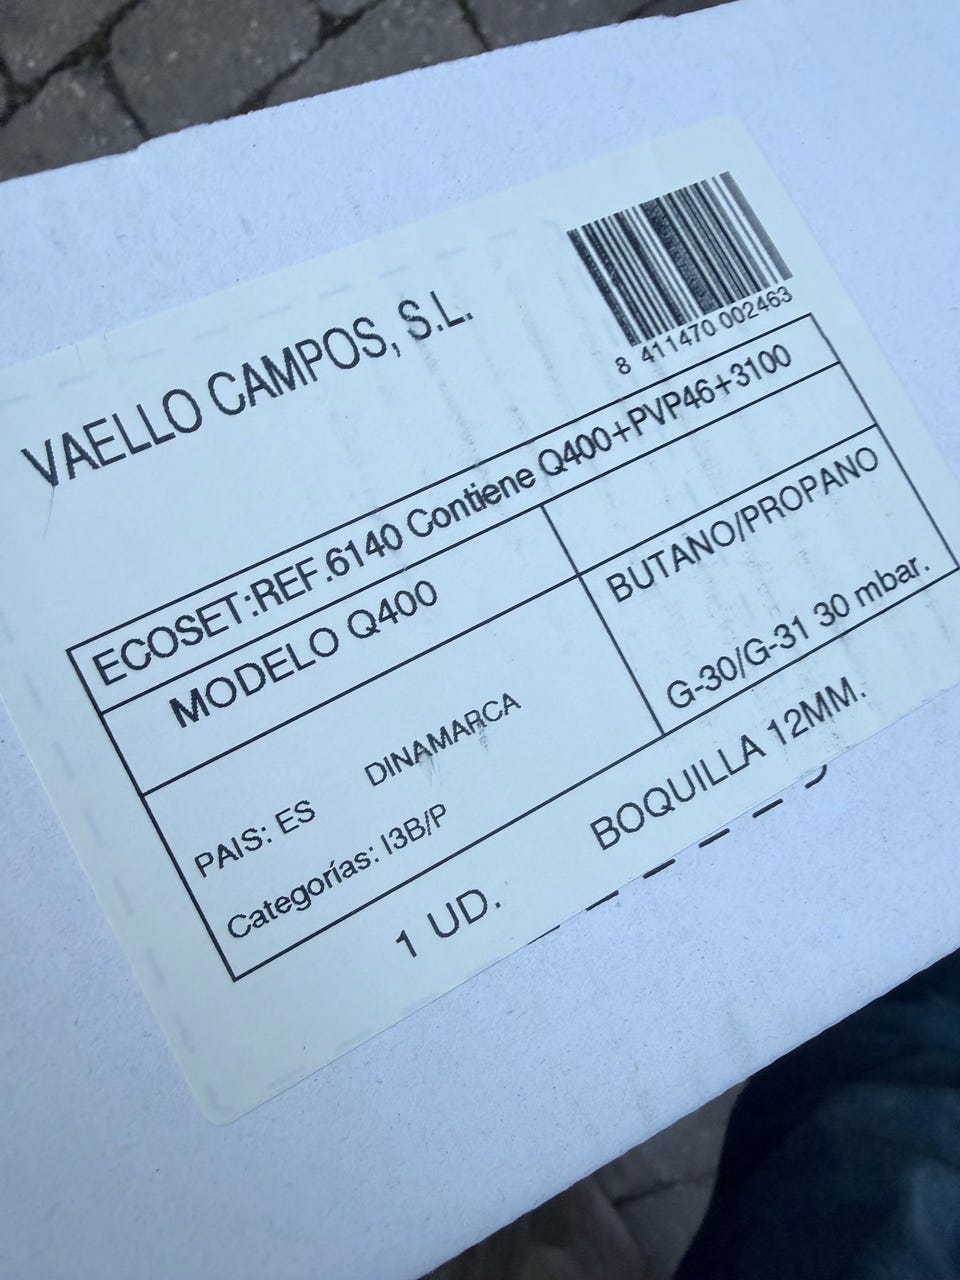 8 411470 002463
VAELLO CAMPOS, S.L.
ECOSET:REF.6140 Contiene Q400+PVP46+3100
MODELO Q400
BUTANO/PROPANO
PAIS: ES DINAMARCA
G-30/G-31 30 mbar.
Categorías: I3B/P
1 UD. BOQUILLA 12MM.